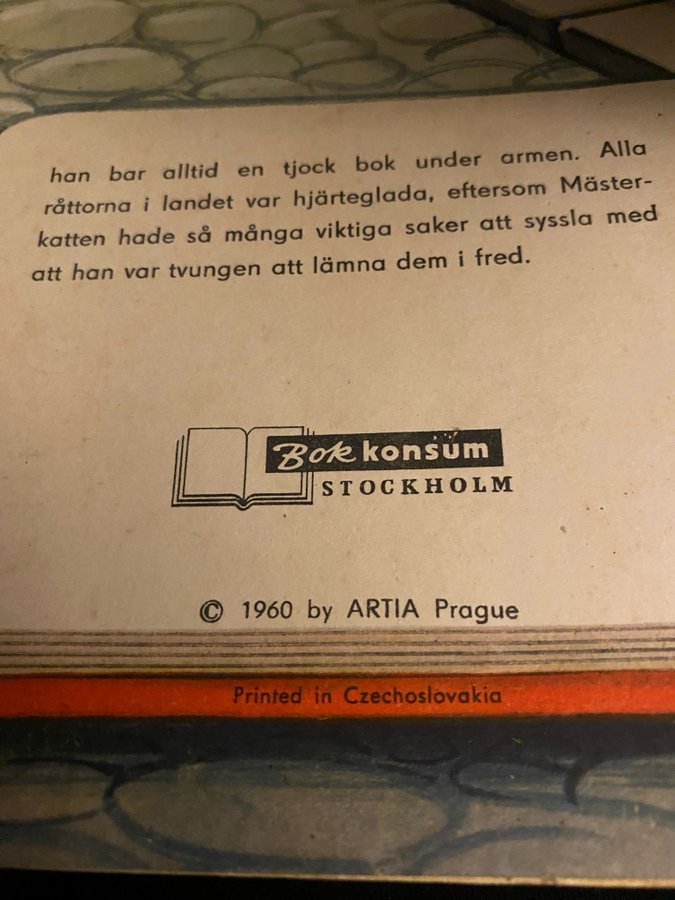 han bar alltid en tjock bok under armen. Alla
råttorna i landet var hjärteglada, eftersom Mäster-
katten hade så många viktiga saker att syssla med
att han var tvungen att lämna dem i fred.
Bokkonsum
STOCKHOLM
© 1960 by ARTIA Prague
Printed in Czechoslovakia